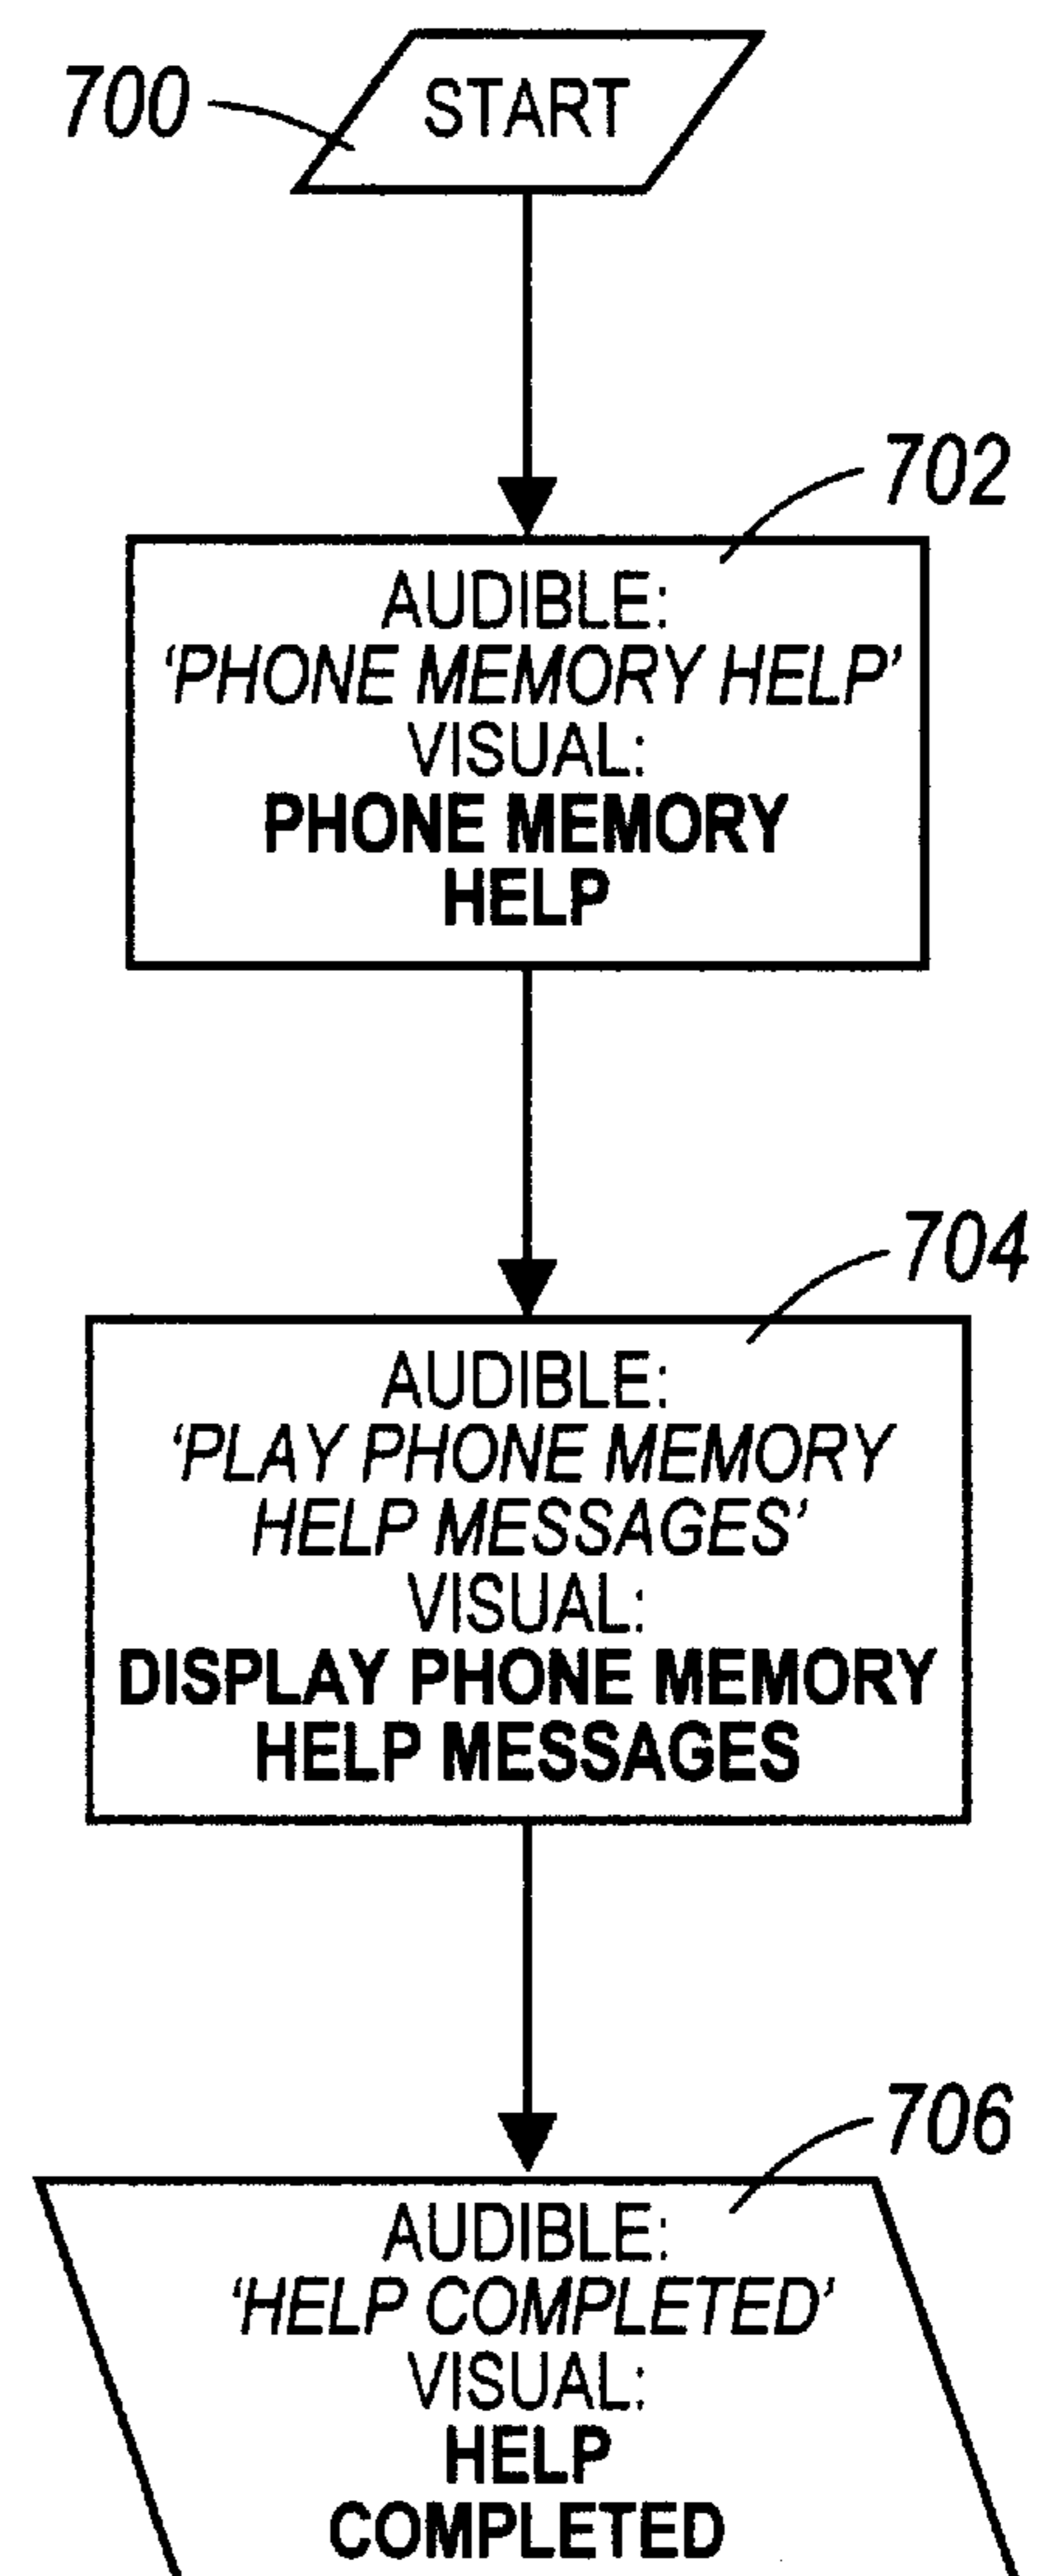 700
START
702
AUDIBLE:
‘PHONE MEMORY HELP’
VISUAL:
PHONE MEMORY
HELP
704
AUDIBLE:
‘PLAY PHONE MEMORY
HELP MESSAGES’
VISUAL:
DISPLAY PHONE MEMORY
HELP MESSAGES
706
AUDIBLE:
‘HELP COMPLETED’
VISUAL:
HELP
COMPLETED